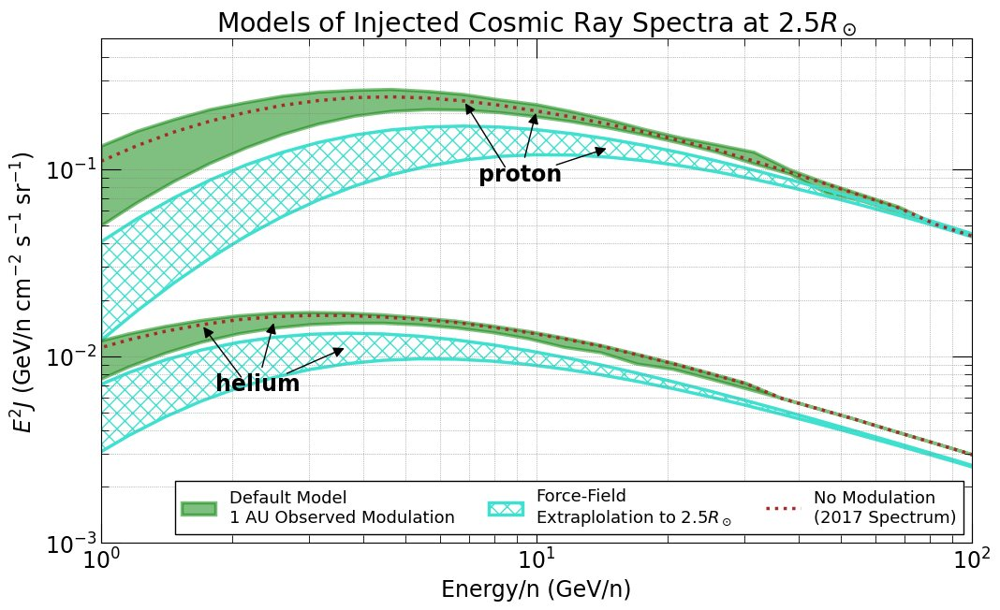 Models of Injected Cosmic Ray Spectra at 2.5R⊙
E²J (GeV/n cm⁻² s⁻¹ sr⁻¹)
10⁻¹
10⁻²
10⁻³
proton
helium
Default Model
1 AU Observed Modulation
Force-Field
Extraplolation to 2.5R⊙
No Modulation
(2017 Spectrum)
10⁰ 10¹ 10²
Energy/n (GeV/n)